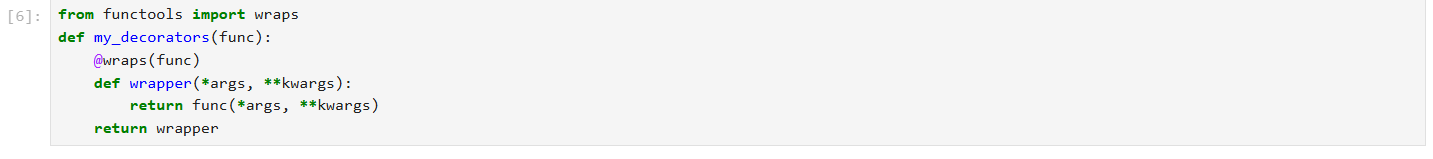 [6]: from functools import wraps
def my_decorators(func):
    @wraps(func)
    def wrapper(*args, **kwargs):
        return func(*args, **kwargs)
    return wrapper